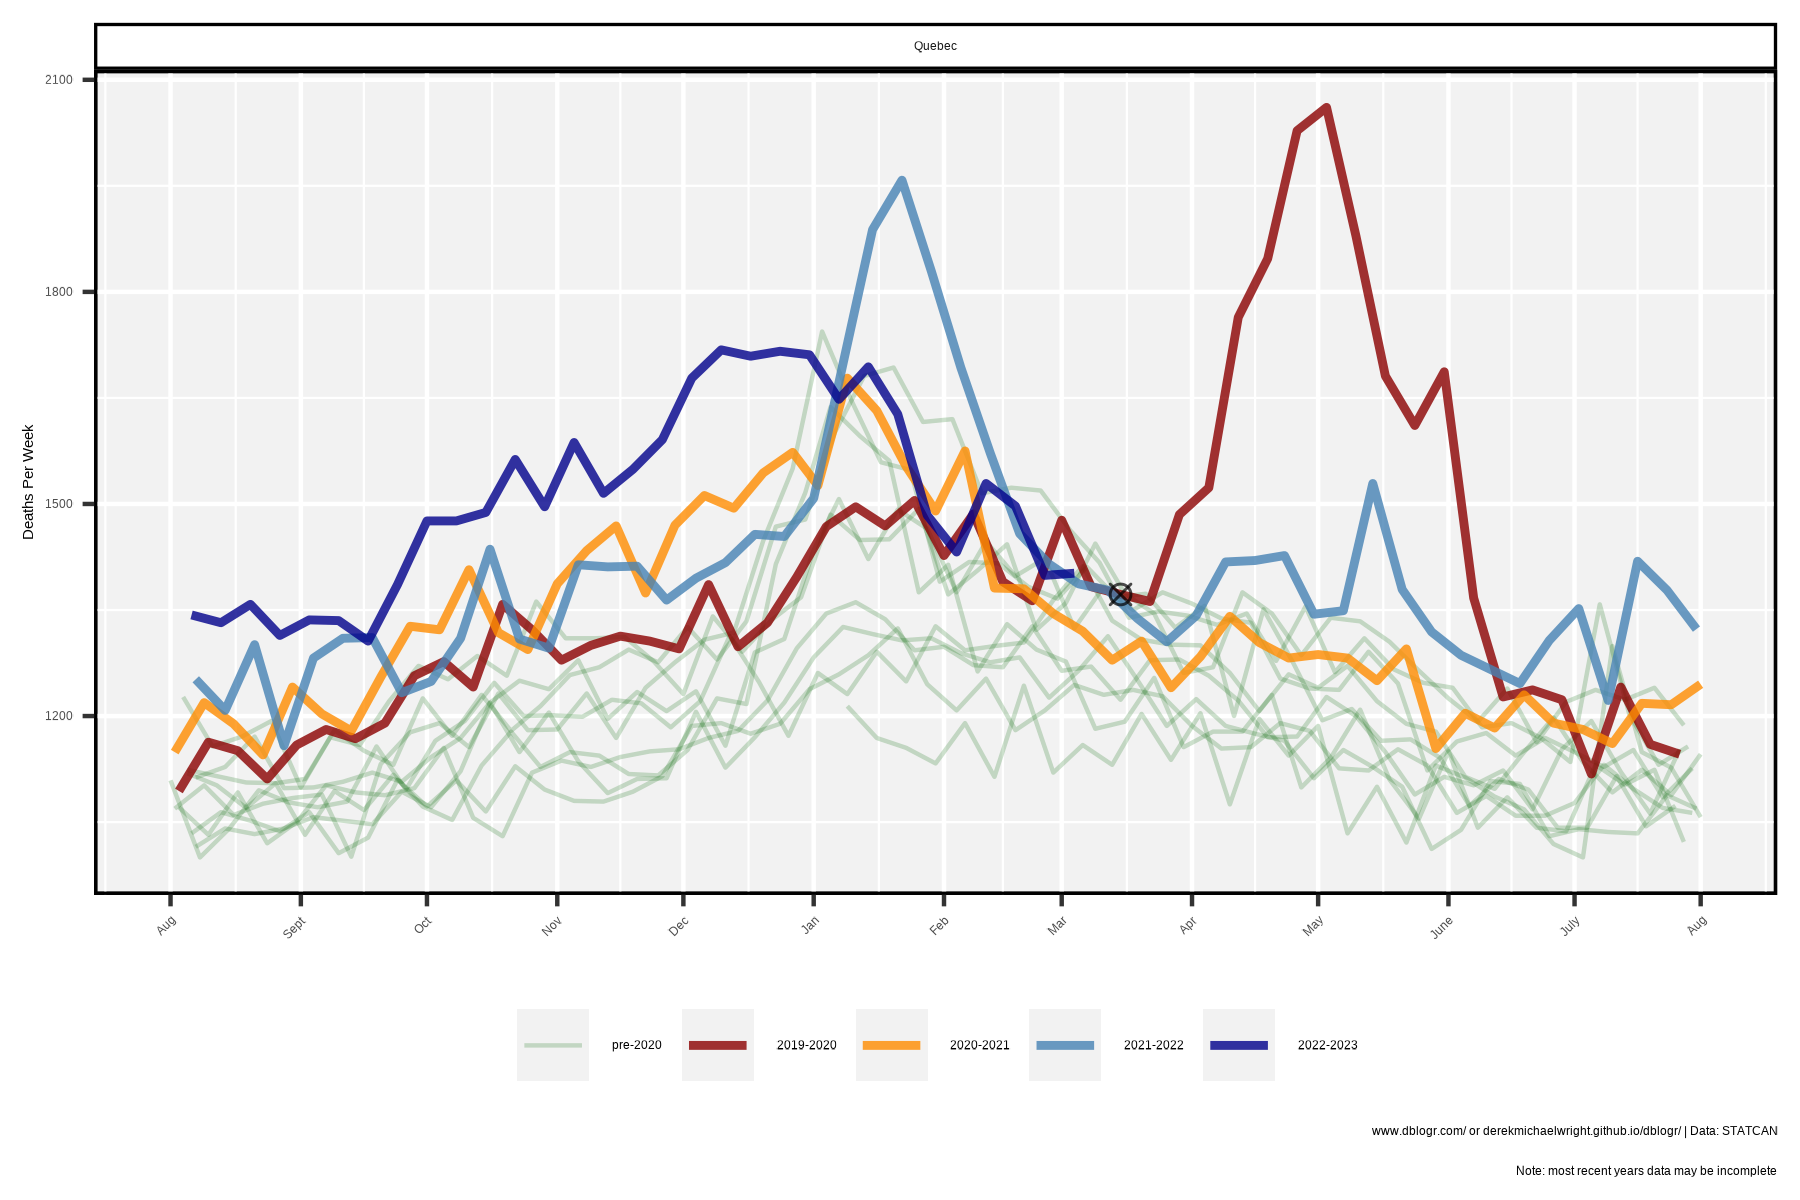 Quebec
2100
1800
1500
1200
Deaths Per Week
Aug
Sept
Oct
Nov
Dec
Jan
Feb
Mar
Apr
May
June
July
Aug
pre-2020
2019-2020
2020-2021
2021-2022
2022-2023
www.dblogr.com/ or derekmichaelwright.github.io/dblogr/ | Data: STATCAN
Note: most recent years data may be incomplete